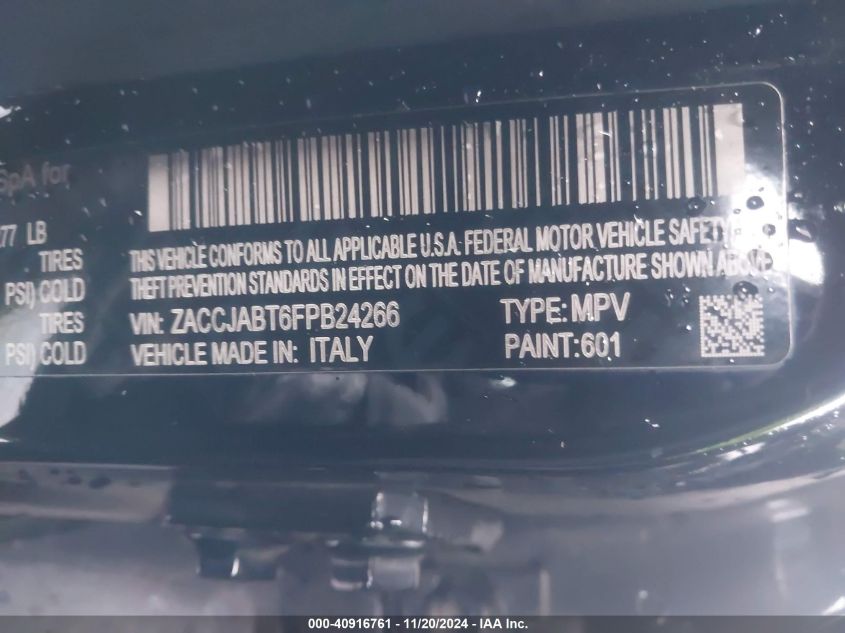 SpA for
77 LB
TIRES
PSI) COLD
TIRES
PSI) COLD
THIS VEHICLE CONFORMS TO ALL APPLICABLE U.S.A. FEDERAL MOTOR VEHICLE SAFETY
THEFT PREVENTION STANDARDS IN EFFECT ON THE DATE OF MANUFACTURE SHOWN ABOVE
VIN: ZACCJABT6FPB24266 TYPE: MPV
VEHICLE MADE IN: ITALY PAINT:601
000-40916761 - 11/20/2024 - IAA Inc.